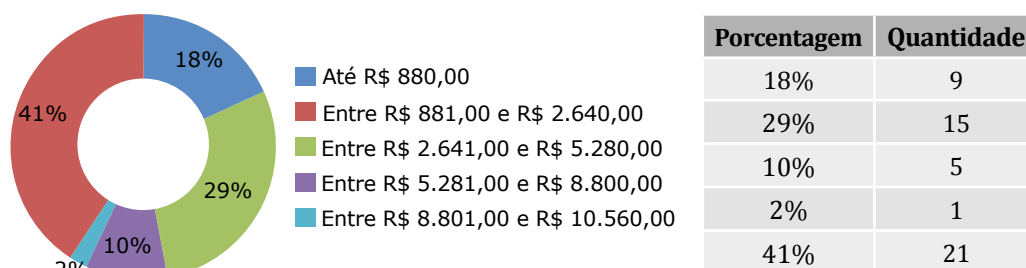 18%
41%
29%
10%
2%
Até R$ 880,00
Entre R$ 881,00 e R$ 2.640,00
Entre R$ 2.641,00 e R$ 5.280,00
Entre R$ 5.281,00 e R$ 8.800,00
Entre R$ 8.801,00 e R$ 10.560,00
Porcentagem Quantidade
18% 9
29% 15
10% 5
2% 1
41% 21